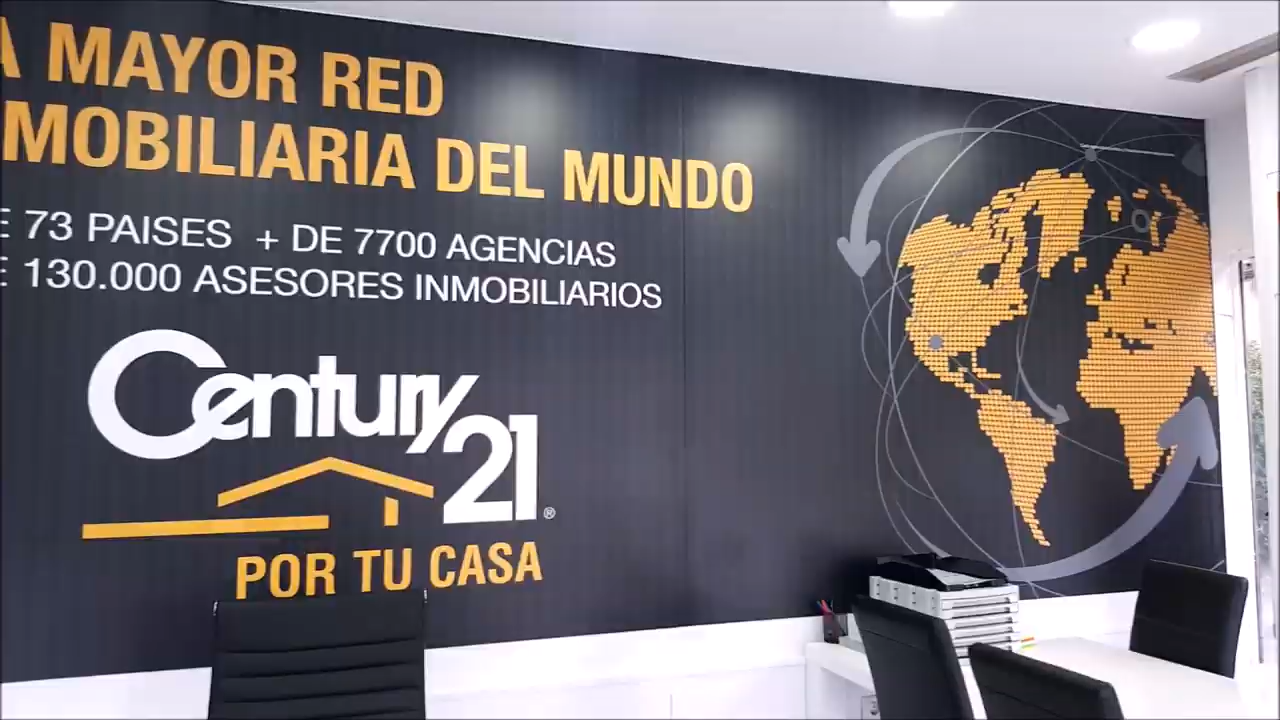 A MAYOR RED
MOBILIARIA DEL MUNDO
E 73 PAISES + DE 7700 AGENCIAS
E 130.000 ASESORES INMOBILIARIOS
Century
21®
POR TU CASA